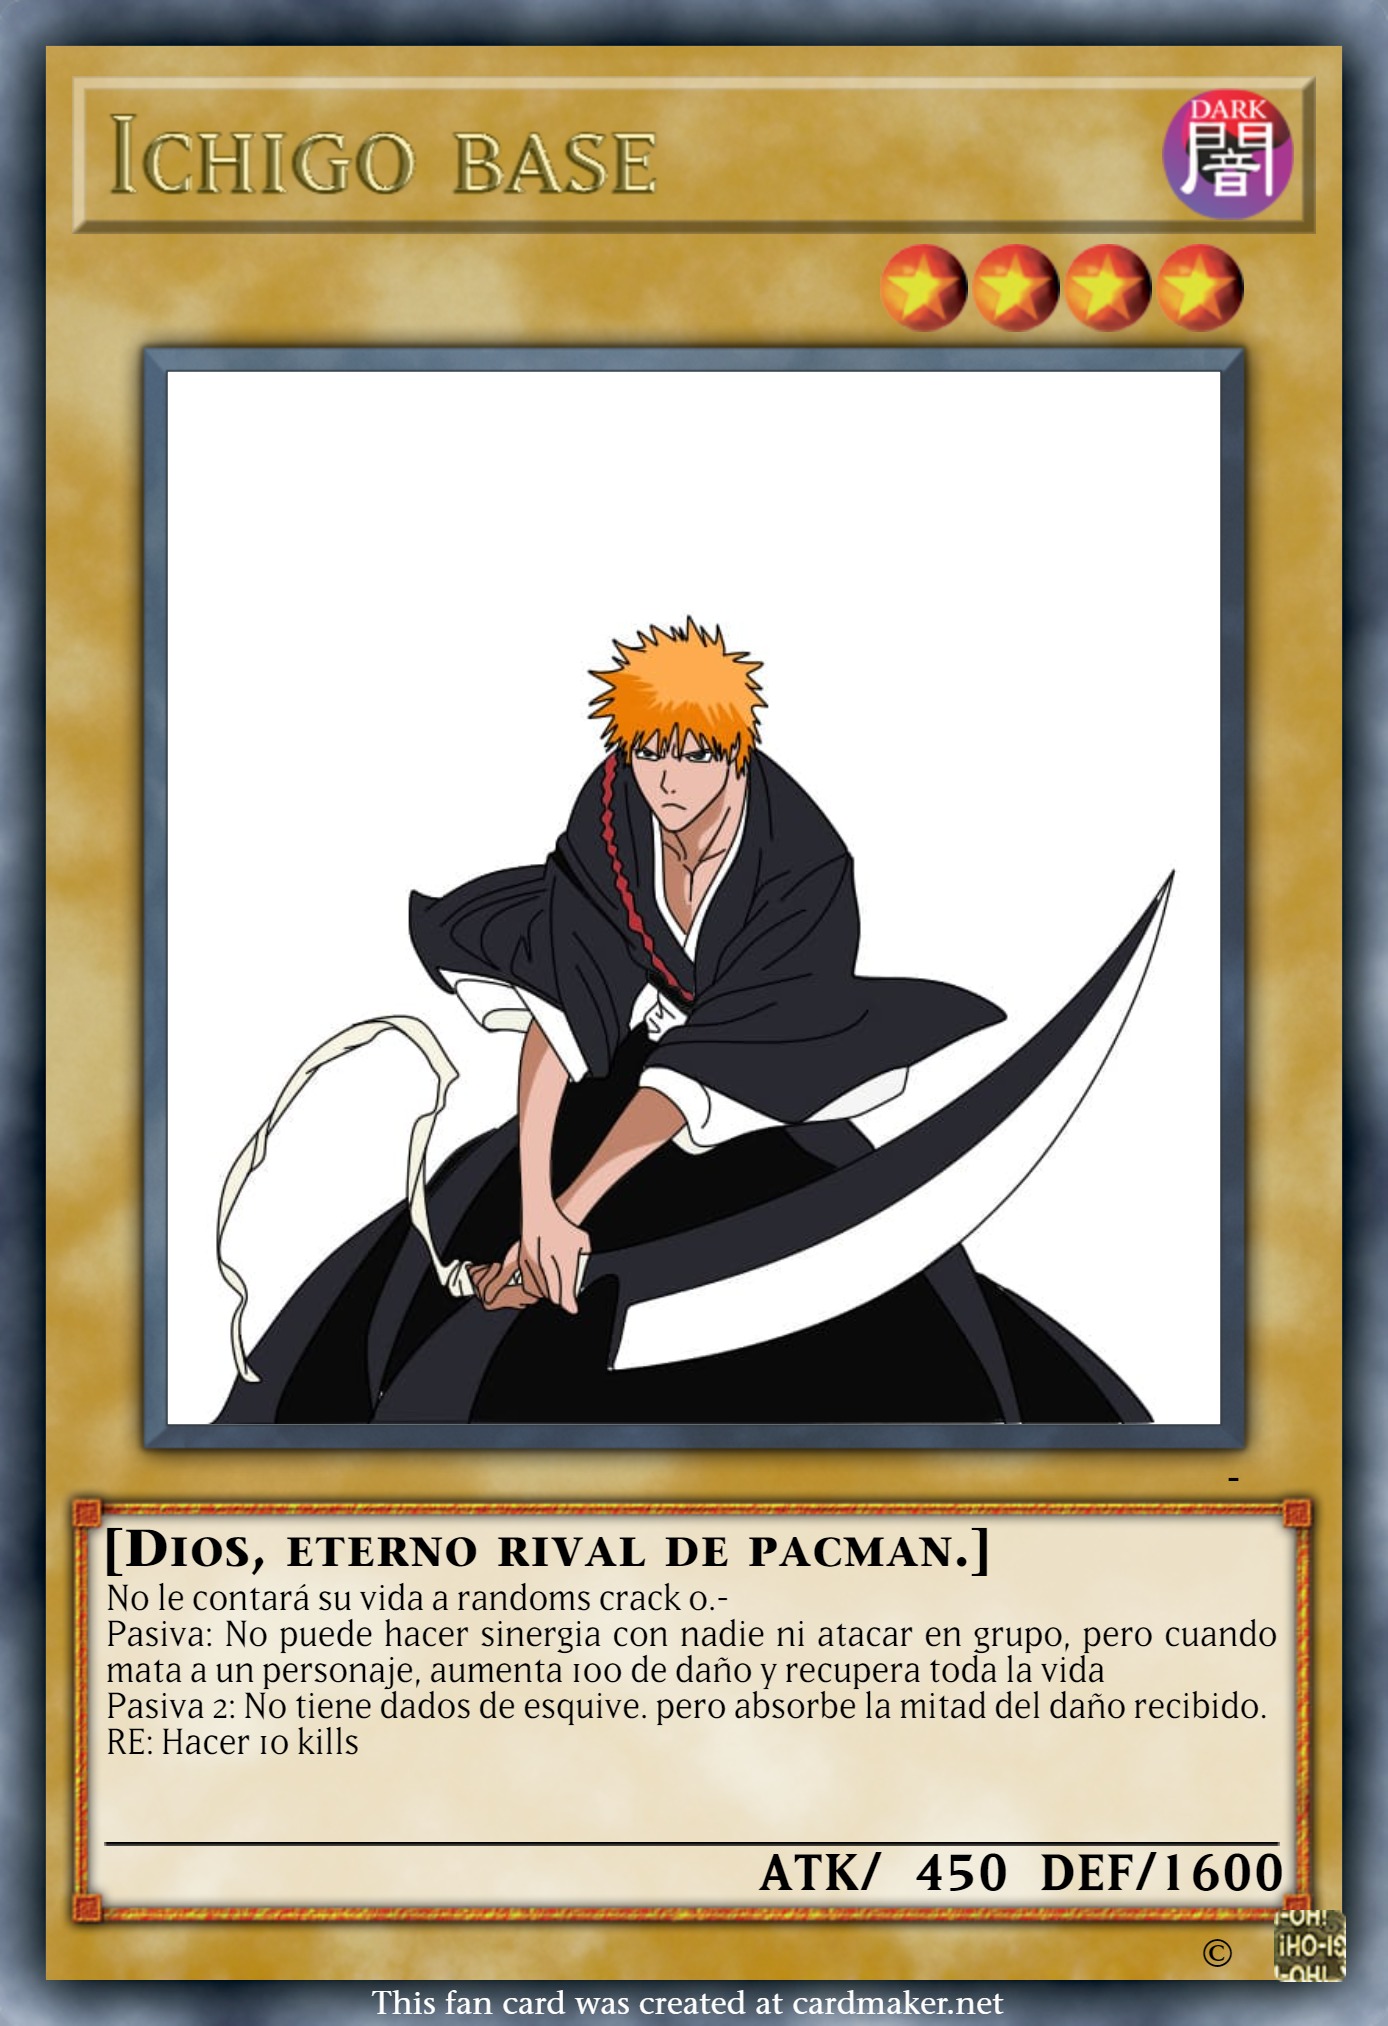 Ichigo base
DARK
闇
-
[Dios, eterno rival de pacman.]
No le contará su vida a randoms crack 0.-
Pasiva: No puede hacer sinergia con nadie ni atacar en grupo, pero cuando
mata a un personaje, aumenta 100 de daño y recupera toda la vida
Pasiva 2: No tiene dados de esquive. pero absorbe la mitad del daño recibido.
RE: Hacer 10 kills
ATK/ 450 DEF/1600
©
This fan card was created at cardmaker.net